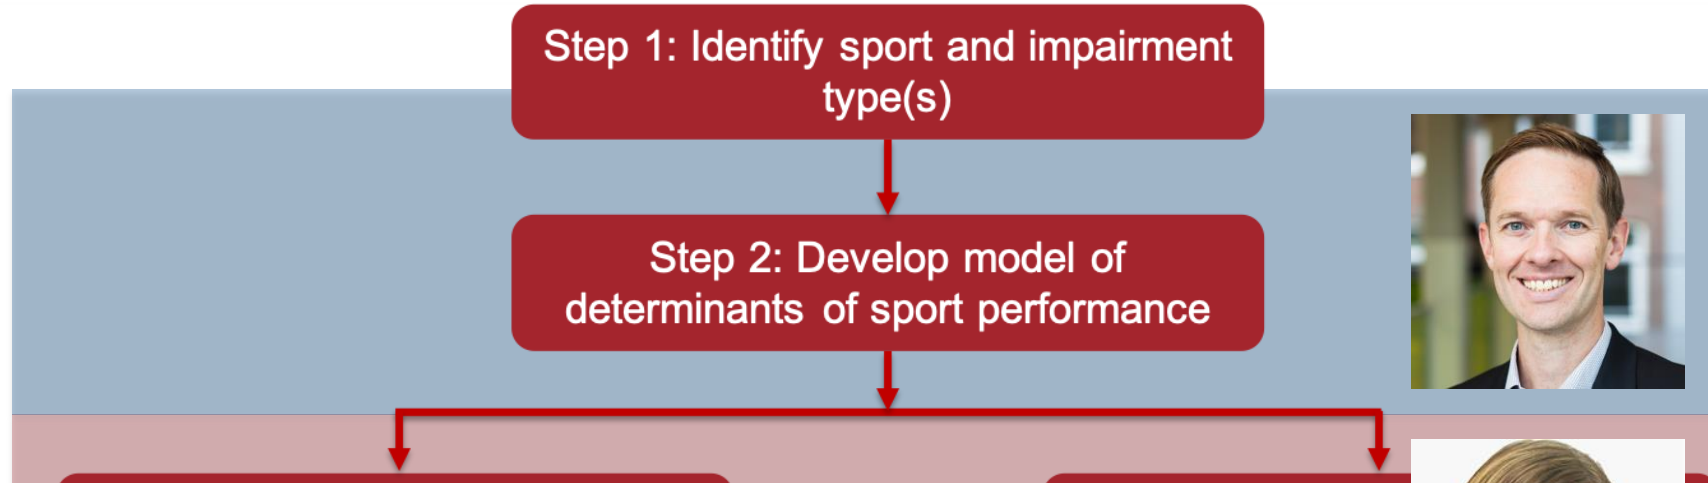 Step 1: Identify sport and impairment
type(s)
Step 2: Develop model of
determinants of sport performance